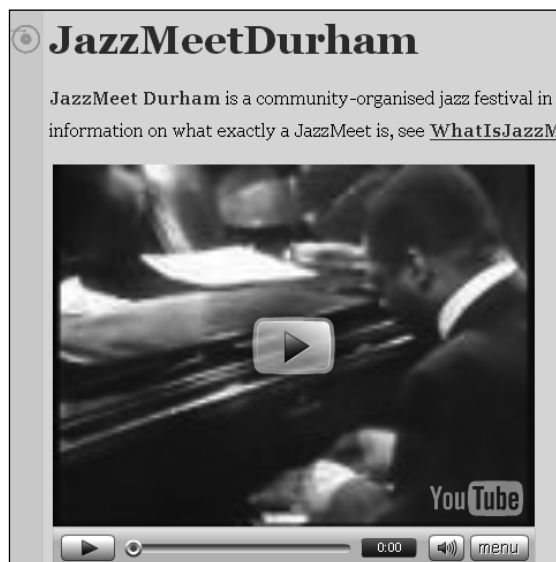 JazzMeetDurham
JazzMeet Durham is a community-organised jazz festival in
information on what exactly a JazzMeet is, see WhatIsJazzM
YouTube
0:00 menu